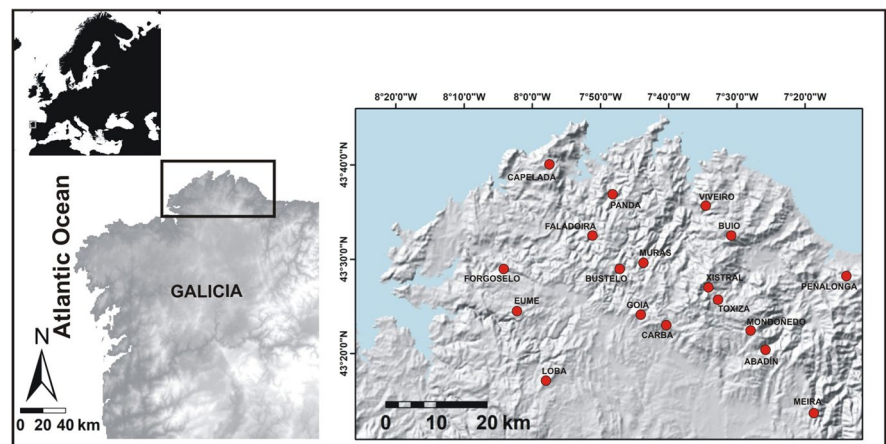 Atlantic Ocean
GALICIA
N
0 20 40 km
8°20'0"W 8°10'0"W 8°0'0"W 7°50'0"W 7°40'0"W 7°30'0"W 7°20'0"W
43°40'0"N
43°30'0"N
43°20'0"N
CAPELADA
PANDA
VIVEIRO
FALADOIRA
BUIO
MURAS
FORGOSELO
BUSTELO
XISTRAL
PEÑALONGA
EUME
GOIA
TOXIZA
CARBA
MONDOÑEDO
ABADÍN
LOBA
MEIRA
0 10 20 km